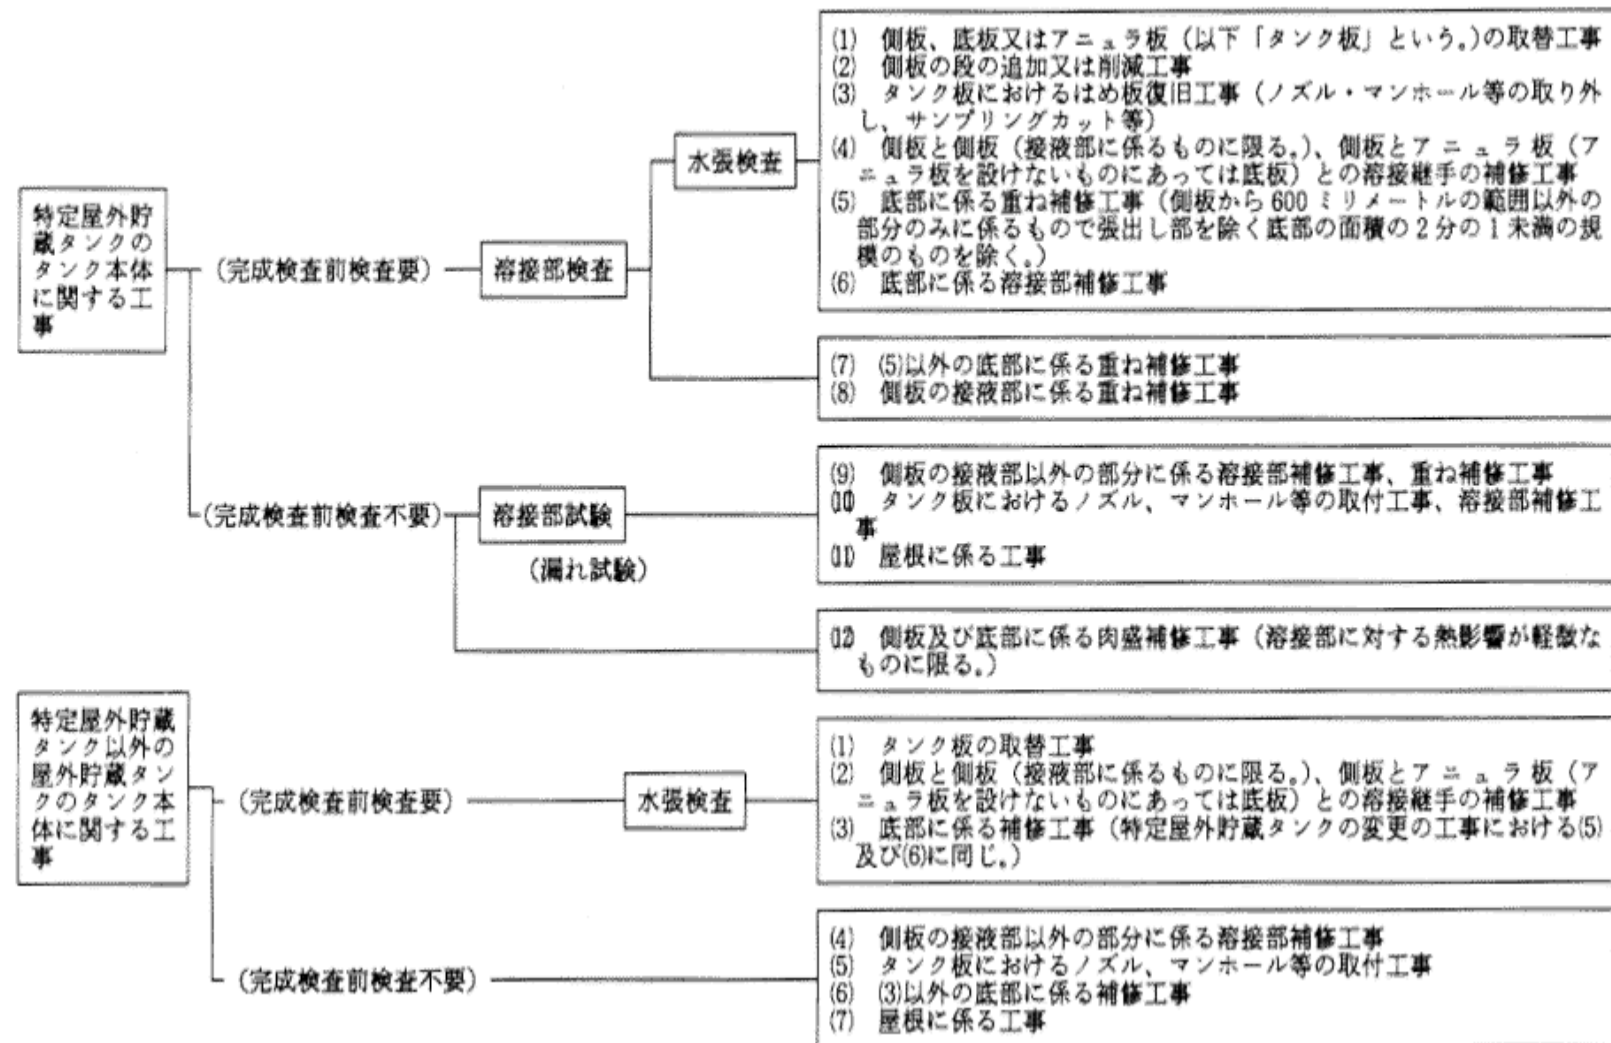 特定屋外貯
蔵タンクの
タンク本体
に関する工
事
(完成検査前検査要)
溶接部検査
水張検査
(1) 側板、底板又はアニュラ板(以下「タンク板」という。)の取替工事
(2) 側板の段の追加又は削減工事
(3) タンク板におけるはめ板復旧工事(ノズル・マンホール等の取り外
し、サンプリングカット等)
(4) 側板と側板(接液部に係るものに限る。)、側板とアニュラ板(ア
ニュラ板を設けないものにあっては底板)との溶接継手の補修工事
(5) 底部に係る重ね補修工事(側板から600ミリメートルの範囲以外の
部分のみに係るもので張出し部を除く底部の面積の2分の1未満の規
模のものを除く。)
(6) 底部に係る溶接部補修工事
(7) (5)以外の底部に係る重ね補修工事
(8) 側板の接液部に係る重ね補修工事
(完成検査前検査不要)
溶接部試験
(漏れ試験)
(9) 側板の接液部以外の部分に係る溶接部補修工事、重ね補修工事
(10) タンク板におけるノズル、マンホール等の取付工事、溶接部補修工
事
(11) 屋根に係る工事
(12) 側板及び底部に係る肉盛補修工事(溶接部に対する熱影響が軽微な
ものに限る。)
特定屋外貯蔵
タンク以外の
屋外貯蔵タン
クのタンク本
体に関する工
事
(完成検査前検査要)
水張検査
(1) タンク板の取替工事
(2) 側板と側板(接液部に係るものに限る。)、側板とアニュラ板(ア
ニュラ板を設けないものにあっては底板)との溶接継手の補修工事
(3) 底部に係る補修工事(特定屋外貯蔵タンクの変更の工事における(5)
及び(6)に同じ。)
(完成検査前検査不要)
(4) 側板の接液部以外の部分に係る溶接部補修工事
(5) タンク板におけるノズル、マンホール等の取付工事
(6) (3)以外の底部に係る補修工事
(7) 屋根に係る工事